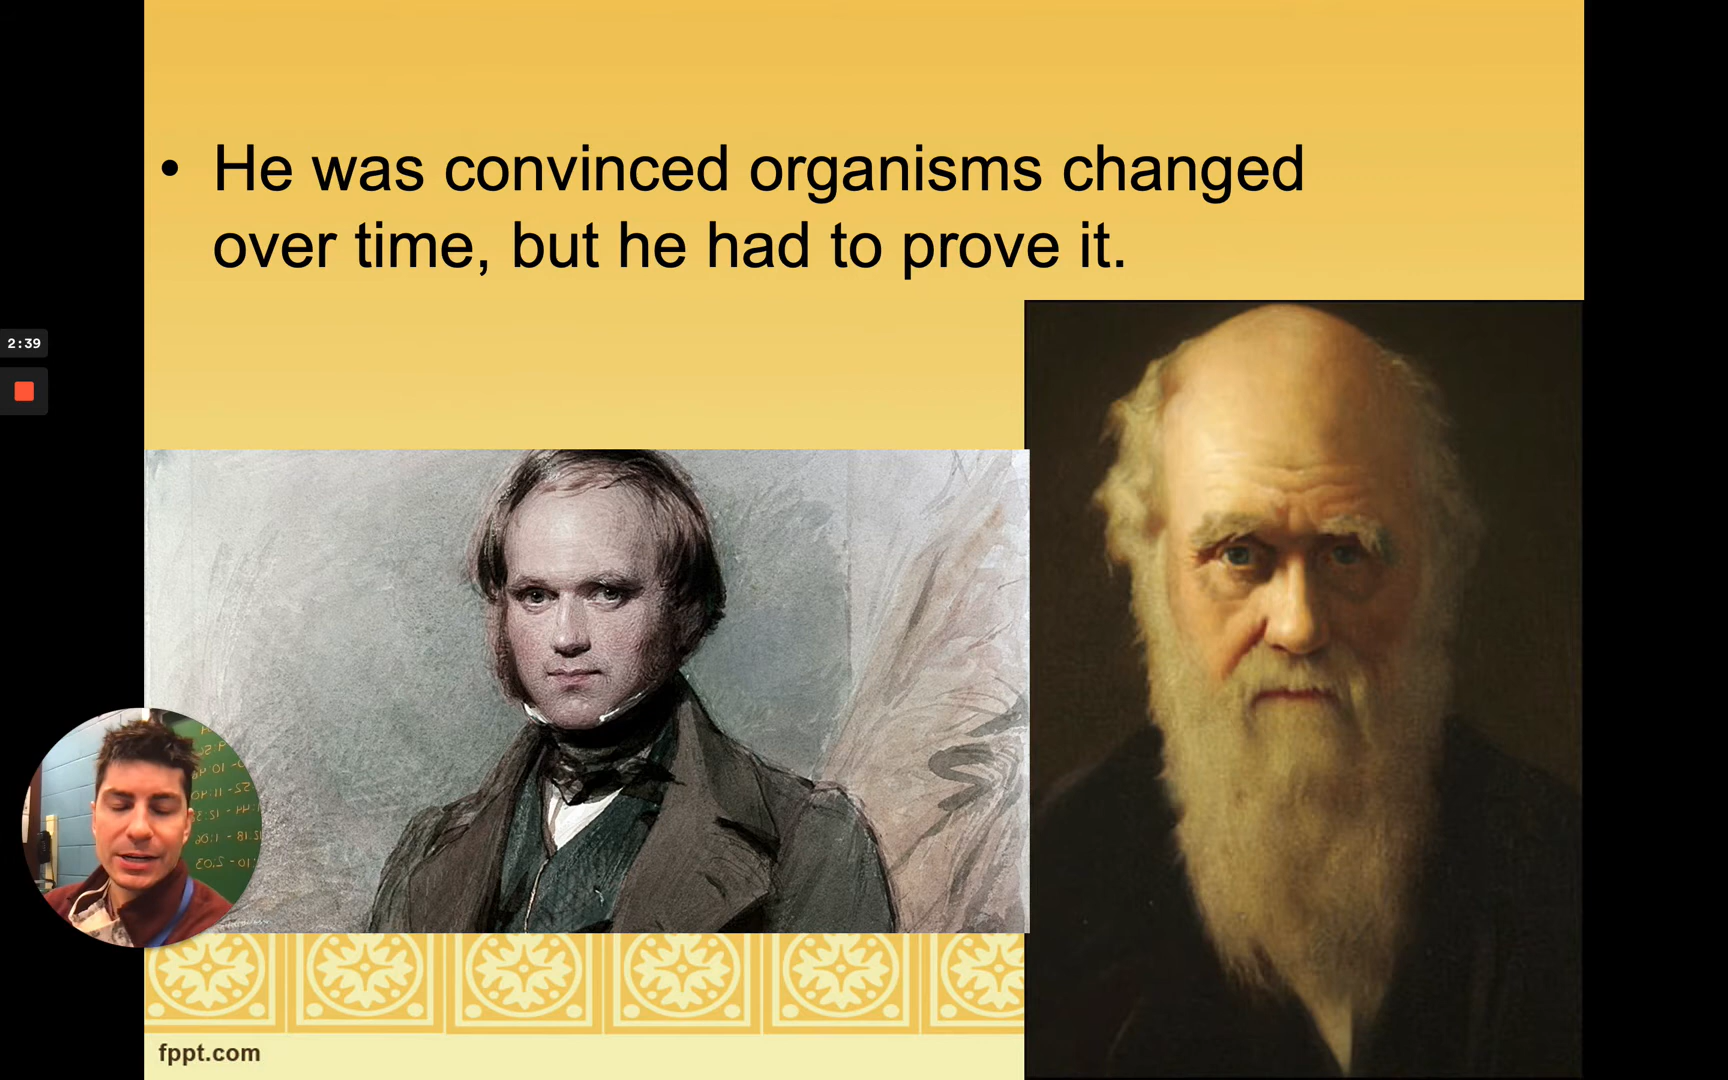 • He was convinced organisms changed
over time, but he had to prove it.
2:39
fppt.com